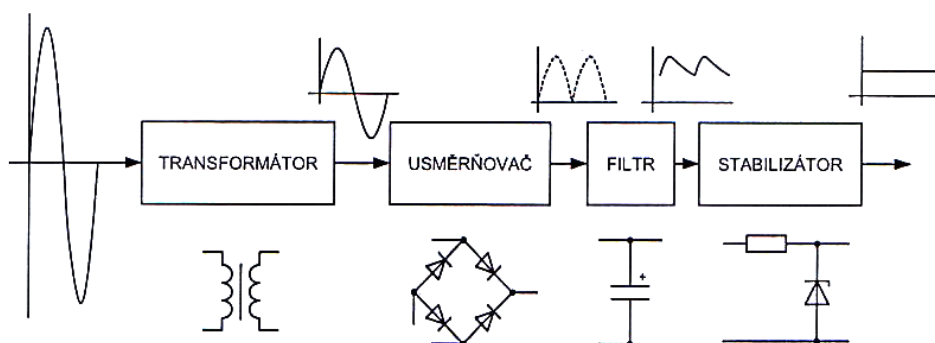 TRANSFORMÁTOR
USMĚRŇOVAČ
FILTR
STABILIZÁTOR
+